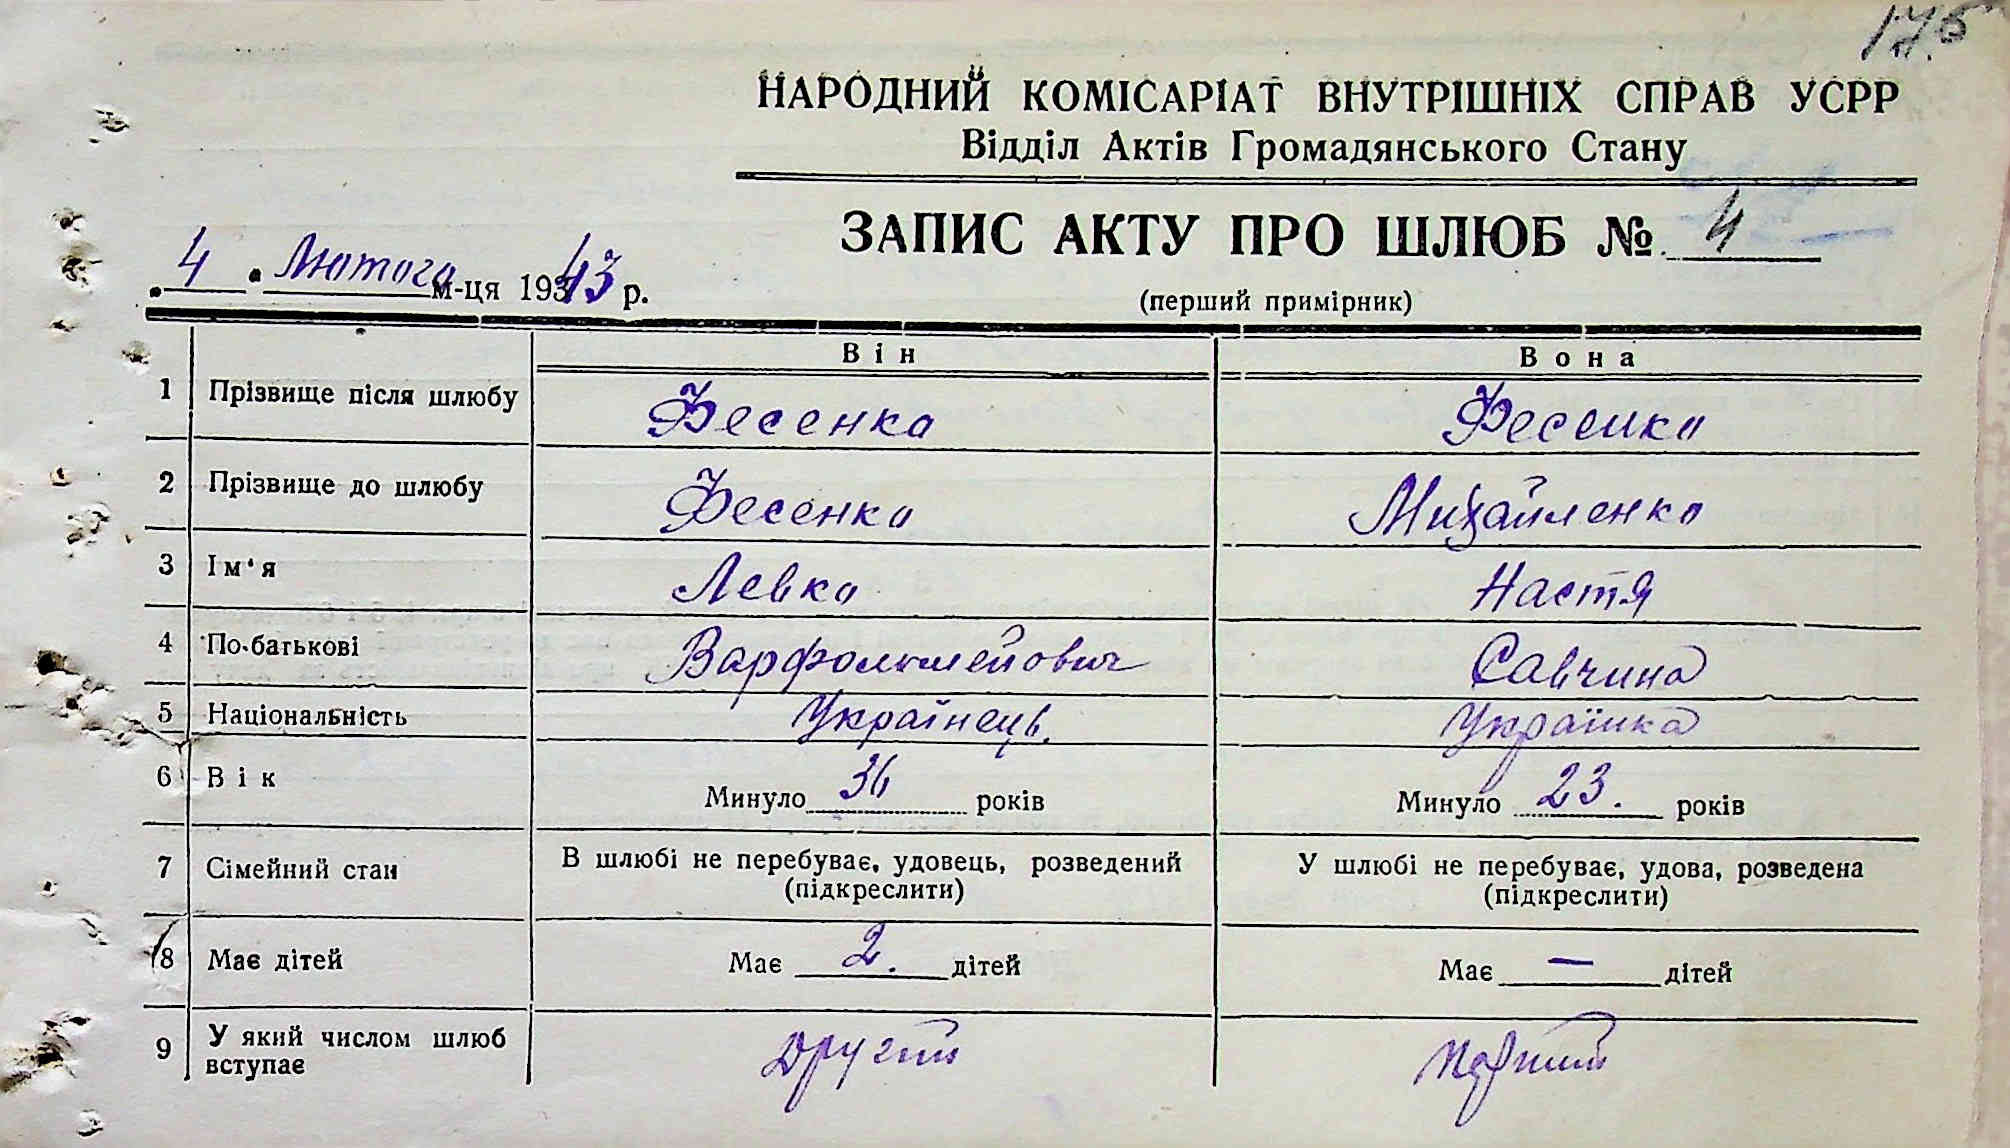 175
НАРОДНИЙ КОМІСАРІАТ ВНУТРІШНІХ СПРАВ УСРР
Відділ Актів Громадянського Стану
ЗАПИС АКТУ ПРО ШЛЮБ № 4
4 Лютого м-ця 1943 р.
(перший примірник)
Він Вона
1 Прізвище після шлюбу Фесенко Фесенко
2 Прізвище до шлюбу Фесенко Михайленко
3 Ім'я Левко Настя
4 По-батькові Варфоломейович Савчина
5 Національність Українець. Українка
6 Вік Минуло 36 років Минуло 23. років
7 Сімейний стан В шлюбі не перебуває, удовець, розведений У шлюбі не перебуває, удова, розведена
(підкреслити) (підкреслити)
8 Має дітей Має 2. дітей Має — дітей
9 У який числом шлюб Другий Перший
вступає